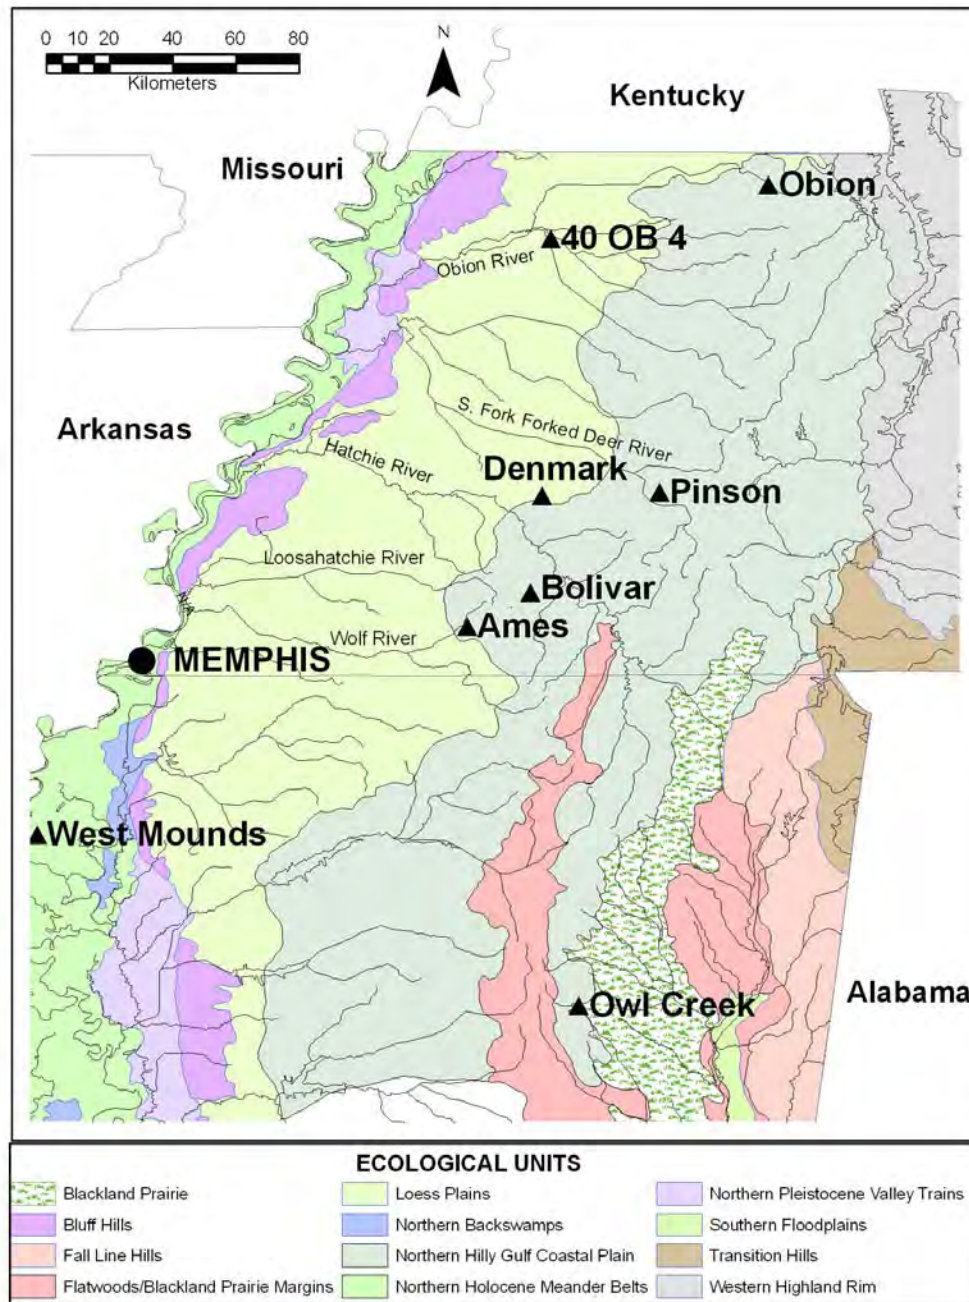 0 10 20 40 60 80
Kilometers
N
Kentucky
Missouri
Obion
40 OB 4
Obion River
Arkansas
S. Fork Forked Deer River
Hatchie River
Denmark
Pinson
Loosahatchie River
Bolivar
Ames
Wolf River
MEMPHIS
West Mounds
Owl Creek
Alabama
ECOLOGICAL UNITS
Blackland Prairie
Bluff Hills
Fall Line Hills
Flatwoods/Blackland Prairie Margins
Loess Plains
Northern Backswamps
Northern Hilly Gulf Coastal Plain
Northern Holocene Meander Belts
Northern Pleistocene Valley Trains
Southern Floodplains
Transition Hills
Western Highland Rim